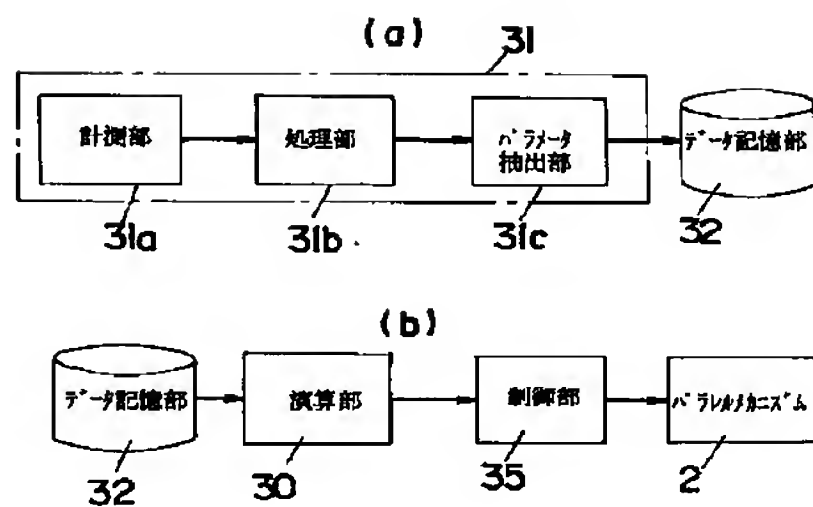 (a)
31
計測部
処理部
パラメータ
抽出部
データ記憶部
31a
31b
31c
32
(b)
データ記憶部
演算部
制御部
パラレルメカニズム
32
30
35
2